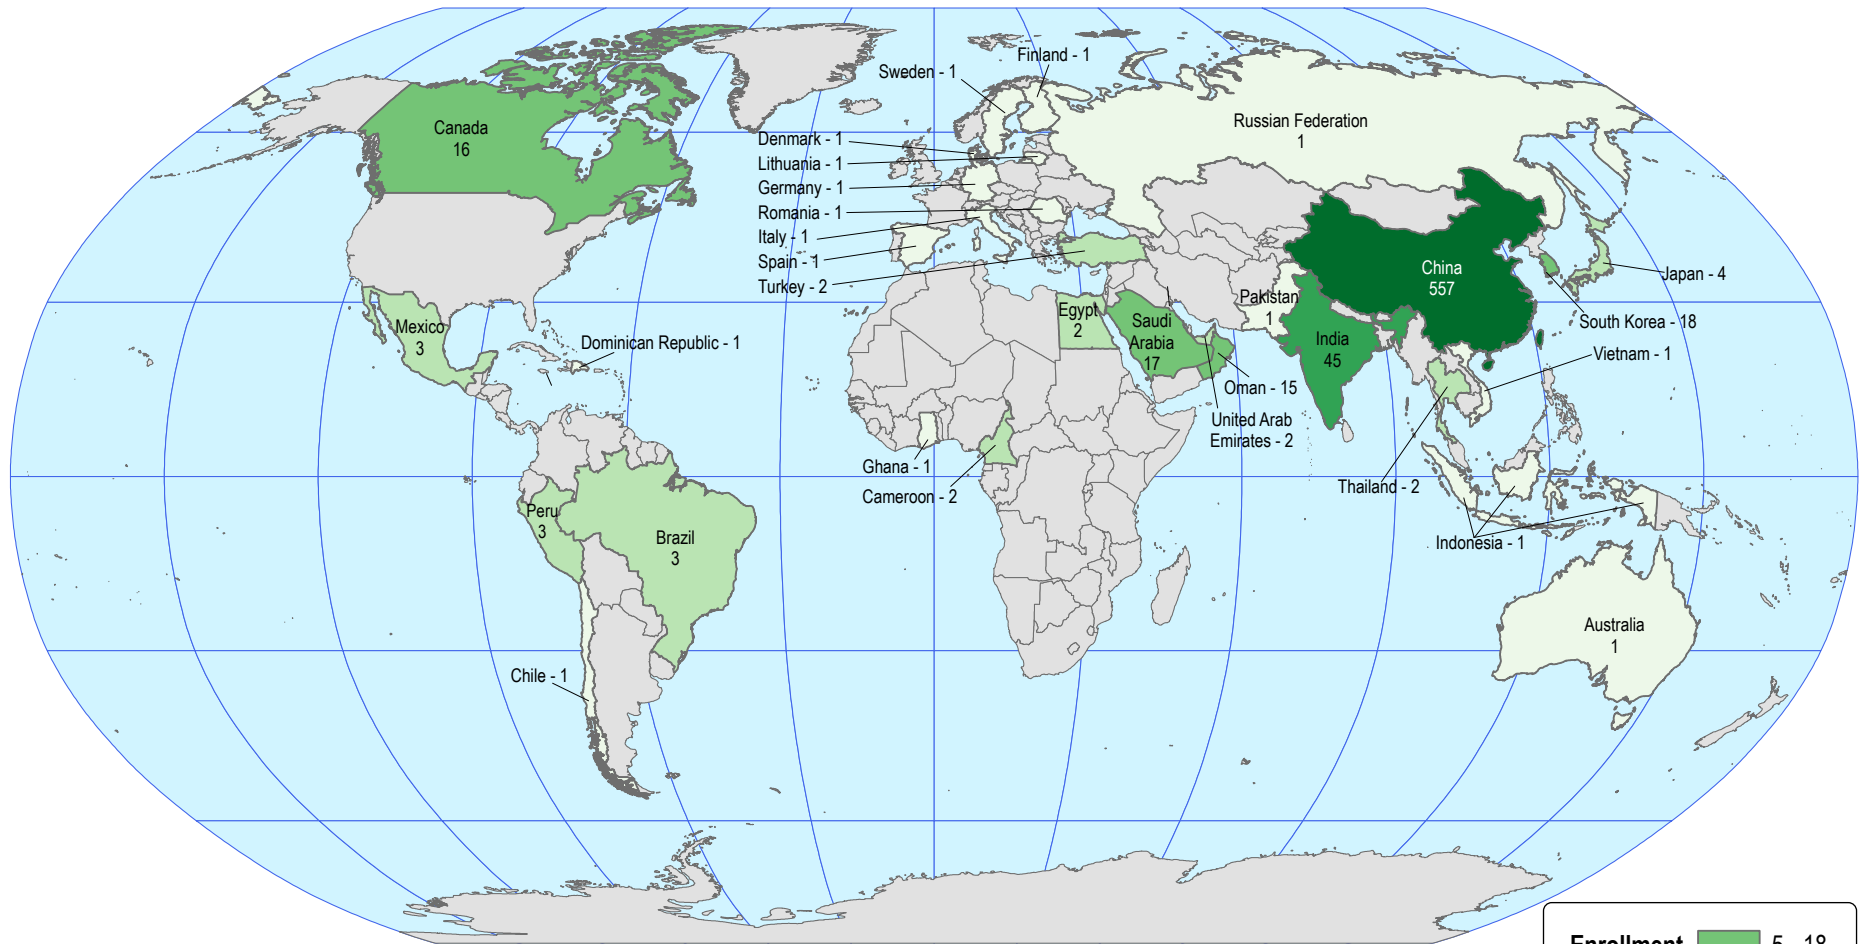 Finland - 1
Sweden - 1
Canada
16
Russian Federation
1
Denmark - 1
Lithuania - 1
Germany - 1
Romania - 1
Italy - 1
Spain - 1
Turkey - 2
China
557
Japan - 4
Pakistan
1
Egypt
2
Saudi
Arabia
17
India
45
South Korea - 18
Mexico
3
Dominican Republic - 1
Vietnam - 1
Oman - 15
United Arab
Emirates - 2
Ghana - 1
Cameroon - 2
Thailand - 2
Peru
3
Brazil
3
Indonesia - 1
Australia
1
Chile - 1
Enrollment
5 - 18